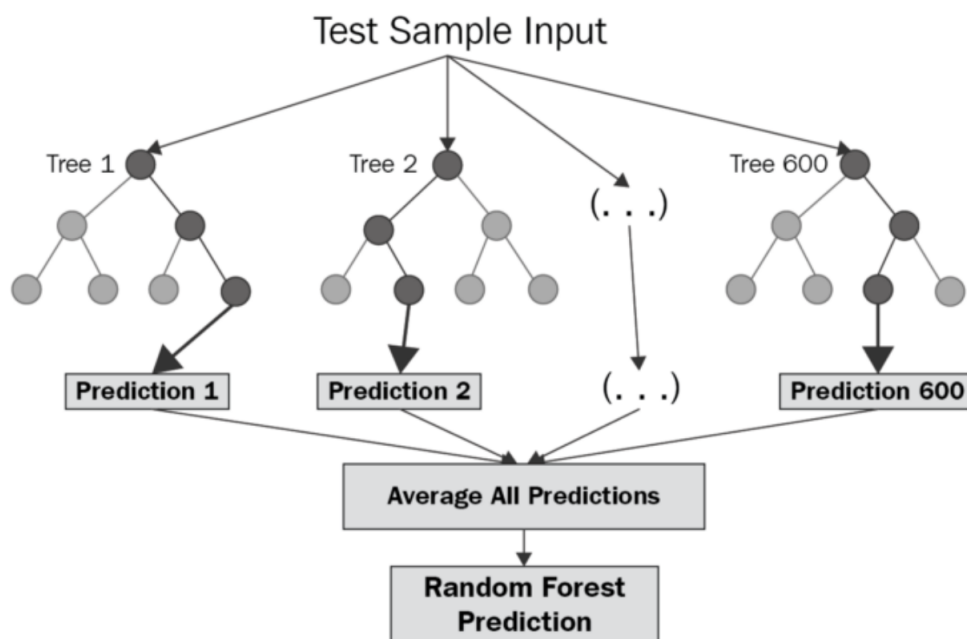 Test Sample Input
Tree 1
Tree 2
(. . .)
Tree 600
Prediction 1
Prediction 2
(. . .)
Prediction 600
Average All Predictions
Random Forest
Prediction